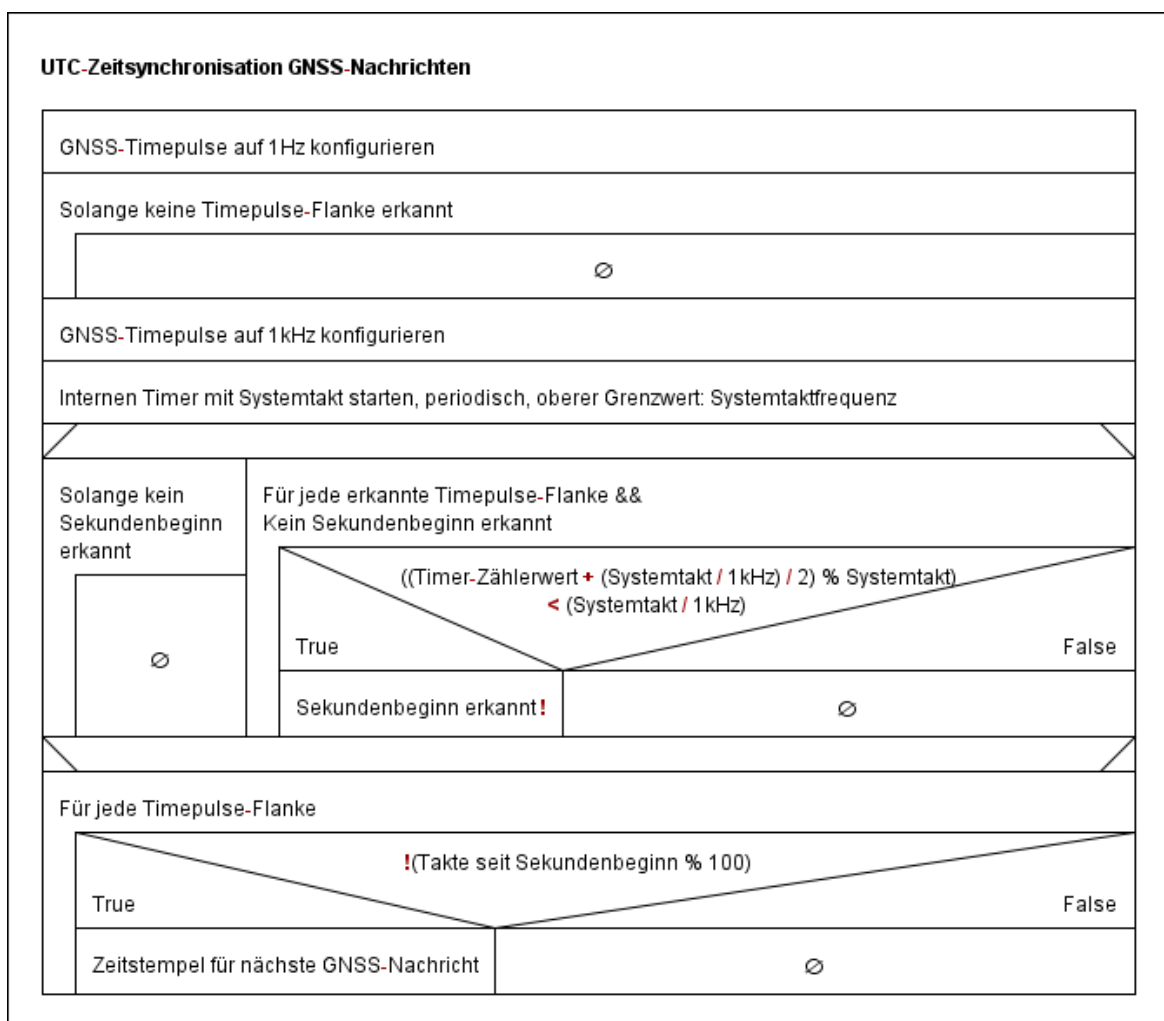 UTC-Zeitsynchronisation GNSS-Nachrichten
GNSS-Timepulse auf 1Hz konfigurieren
Solange keine Timepulse-Flanke erkannt
∅
GNSS-Timepulse auf 1kHz konfigurieren
Internen Timer mit Systemtakt starten, periodisch, oberer Grenzwert: Systemtaktfrequenz
Solange kein
Sekundenbeginn
erkannt
∅
Für jede erkannte Timepulse-Flanke &&
Kein Sekundenbeginn erkannt
((Timer-Zählerwert + (Systemtakt / 1kHz) / 2) % Systemtakt)
< (Systemtakt / 1kHz)
True
False
Sekundenbeginn erkannt!
∅
Für jede Timepulse-Flanke
!(Takte seit Sekundenbeginn % 100)
True
False
Zeitstempel für nächste GNSS-Nachricht
∅